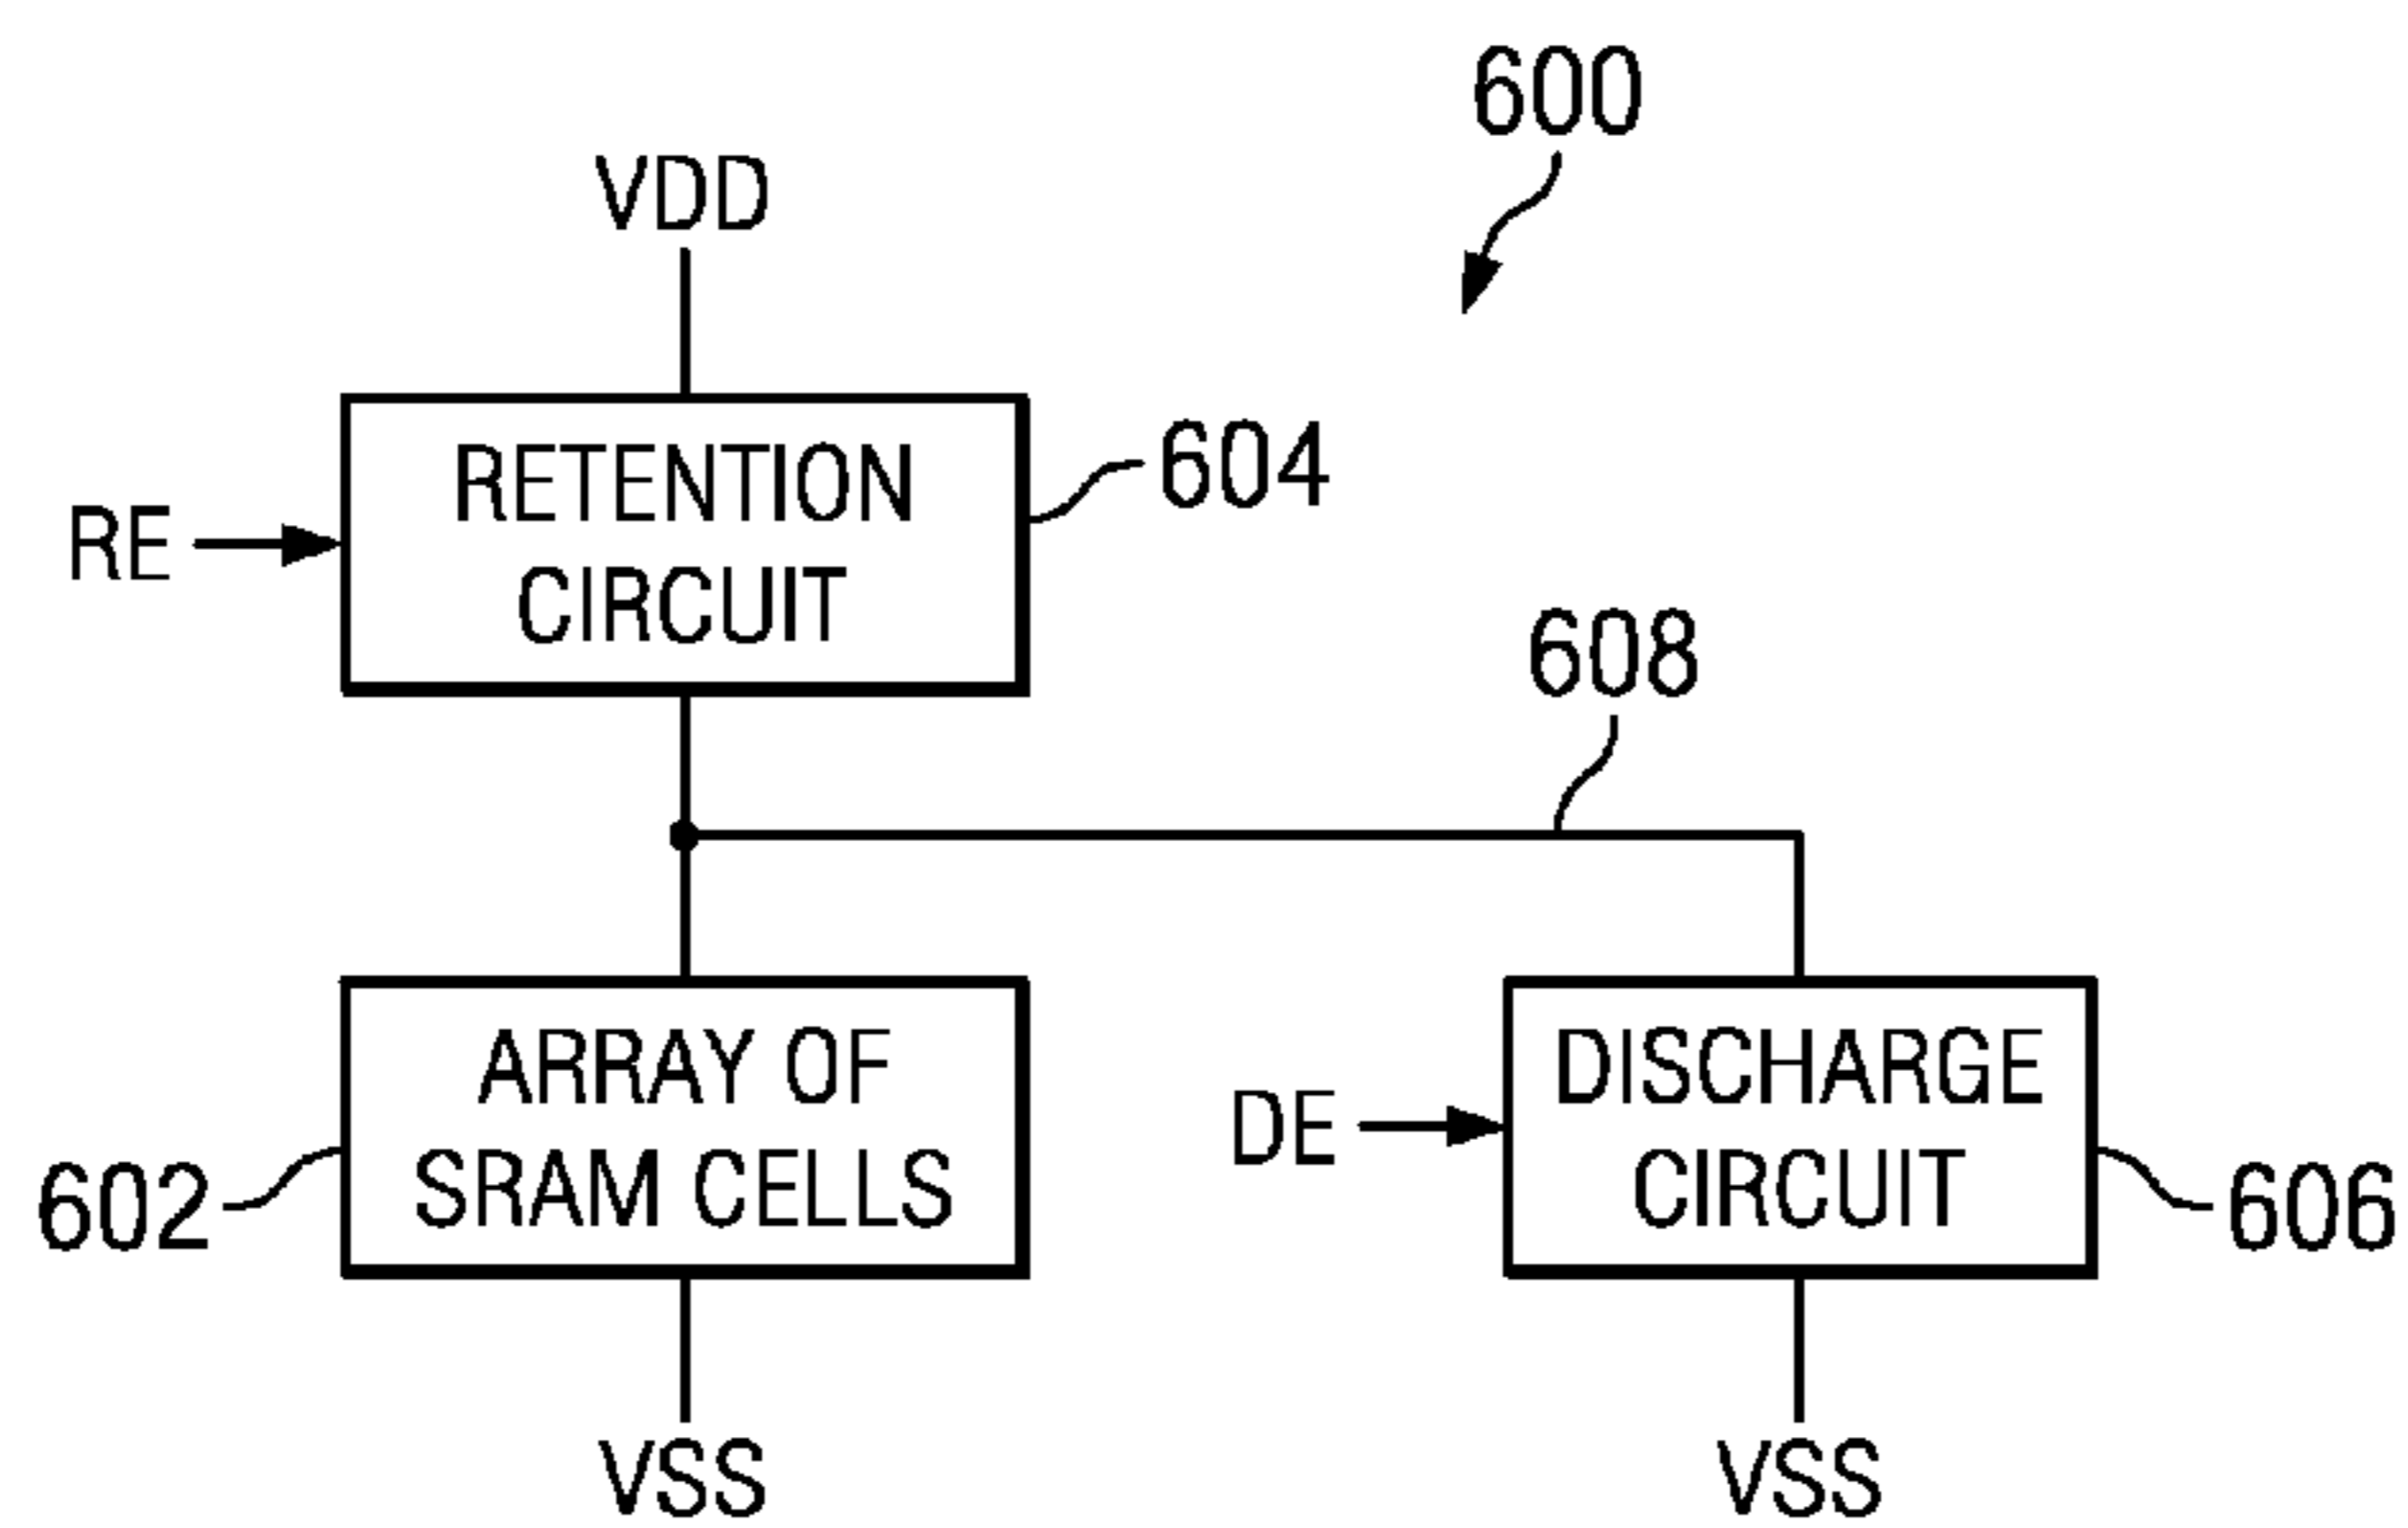 600
VDD
RETENTION
CIRCUIT
604
RE
608
ARRAY OF
SRAM CELLS
602
DISCHARGE
CIRCUIT
DE
606
VSS
VSS